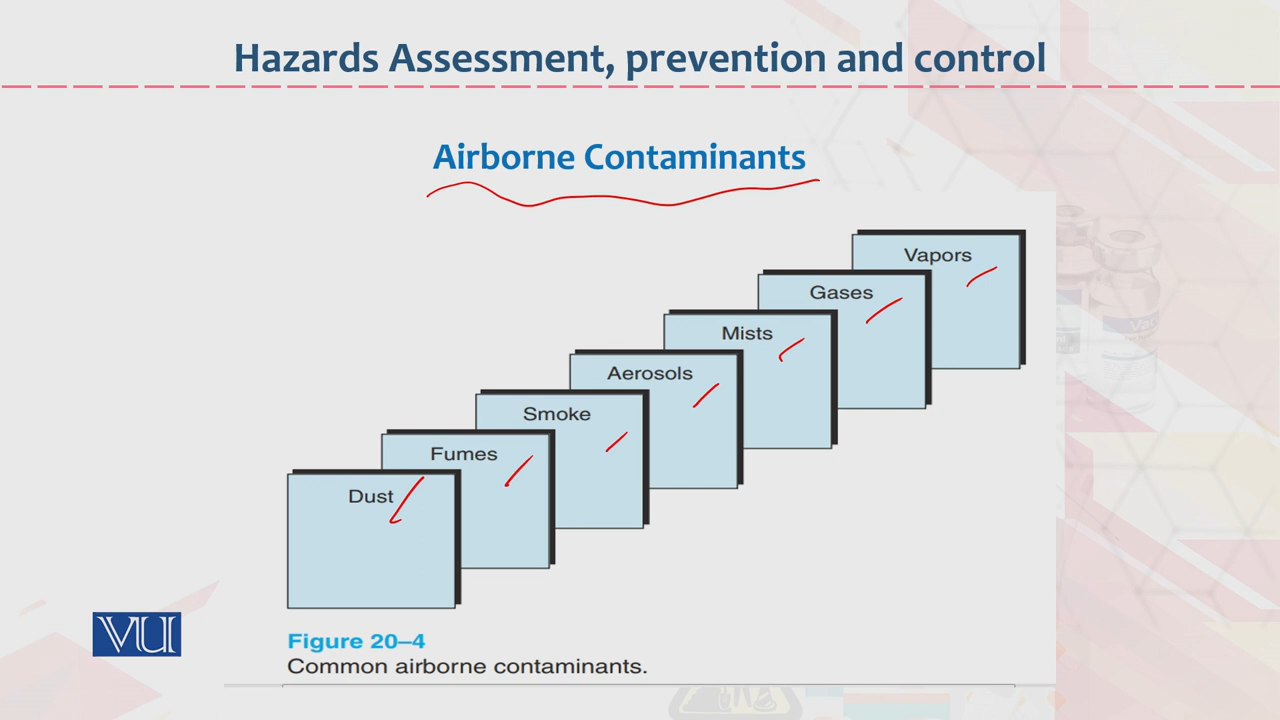 Hazards Assessment, prevention and control
Airborne Contaminants
Vapors
Gases
Mists
Aerosols
Smoke
Fumes
Dust
VU
Figure 20–4
Common airborne contaminants.